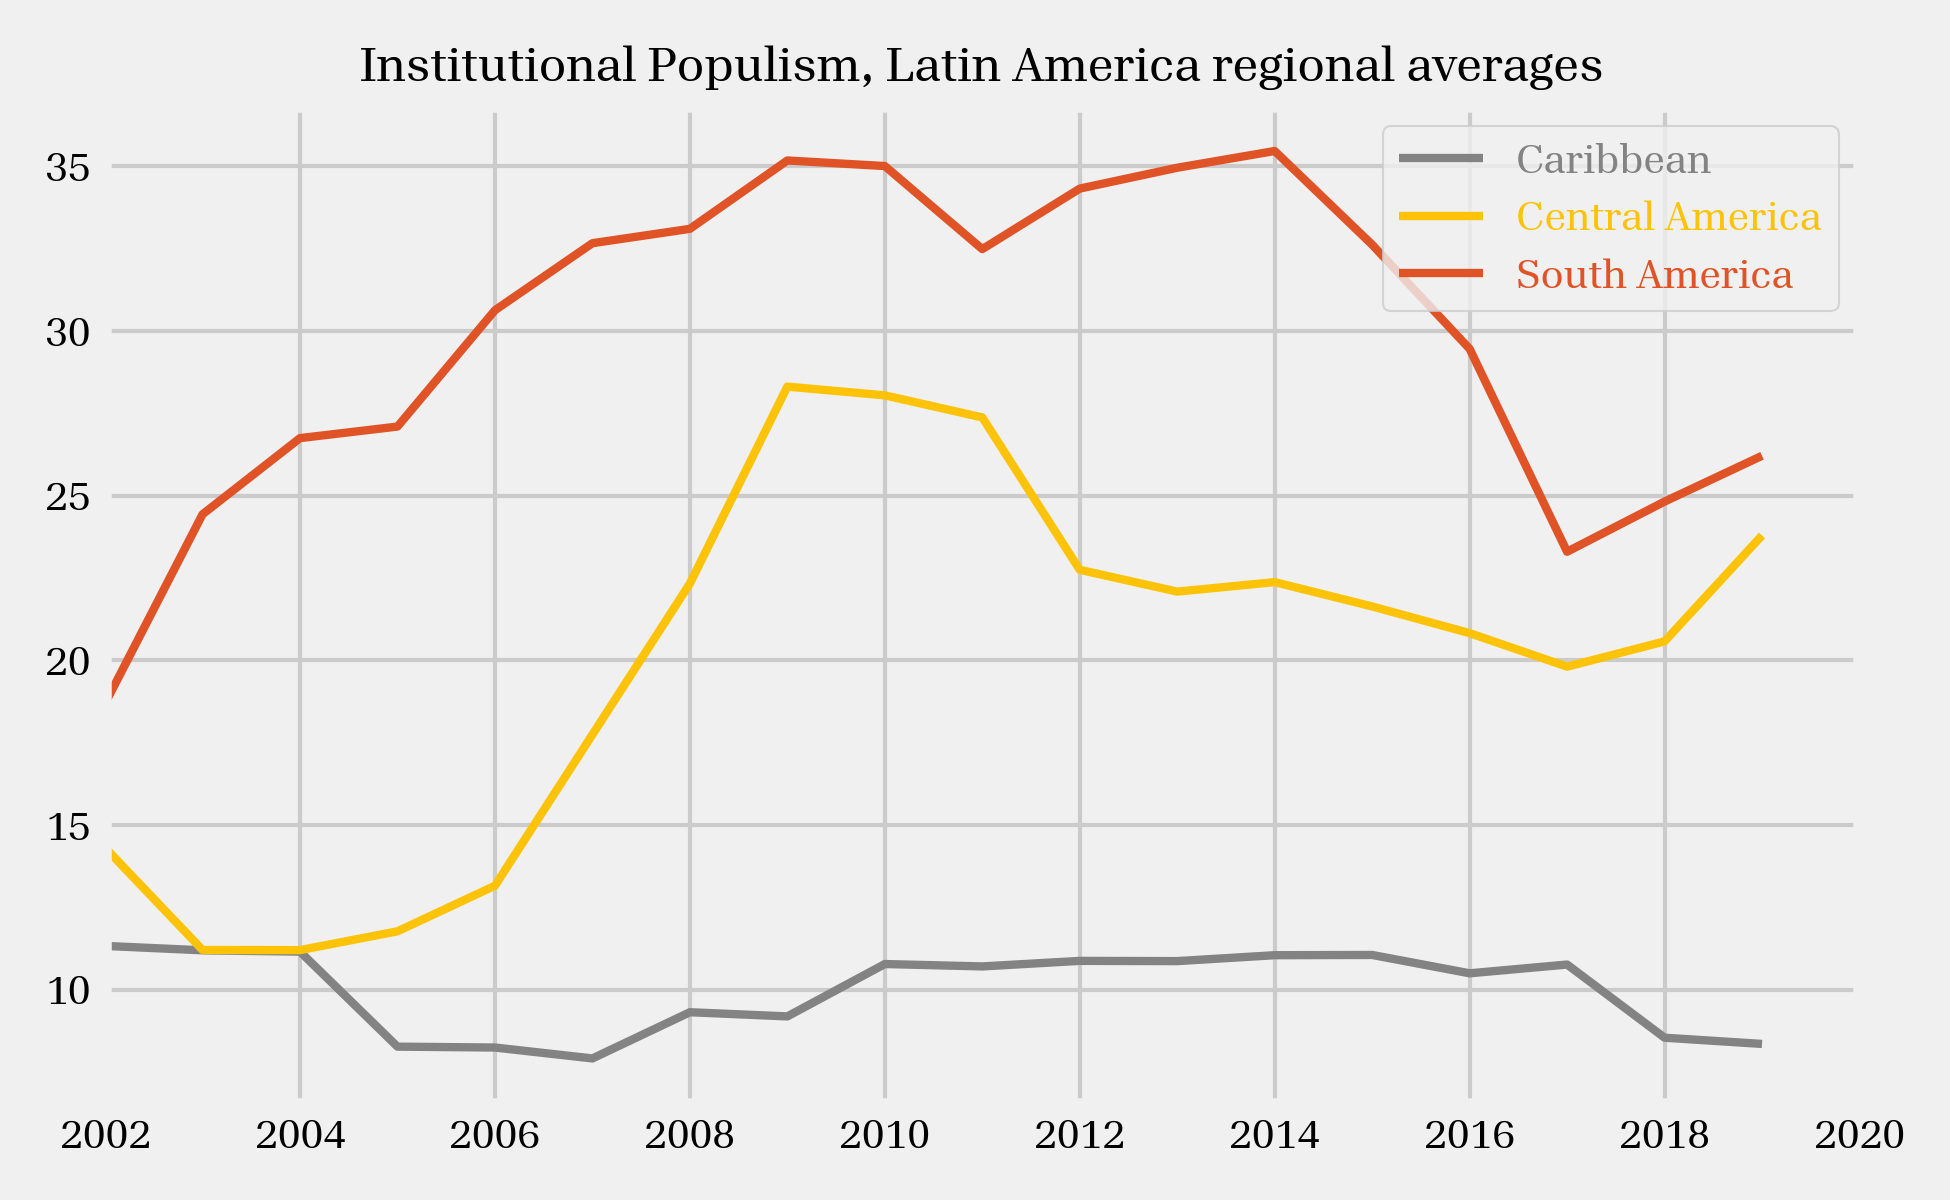 Institutional Populism, Latin America regional averages
35
30
25
20
15
10
Caribbean
Central America
South America
2002 2004 2006 2008 2010 2012 2014 2016 2018 2020